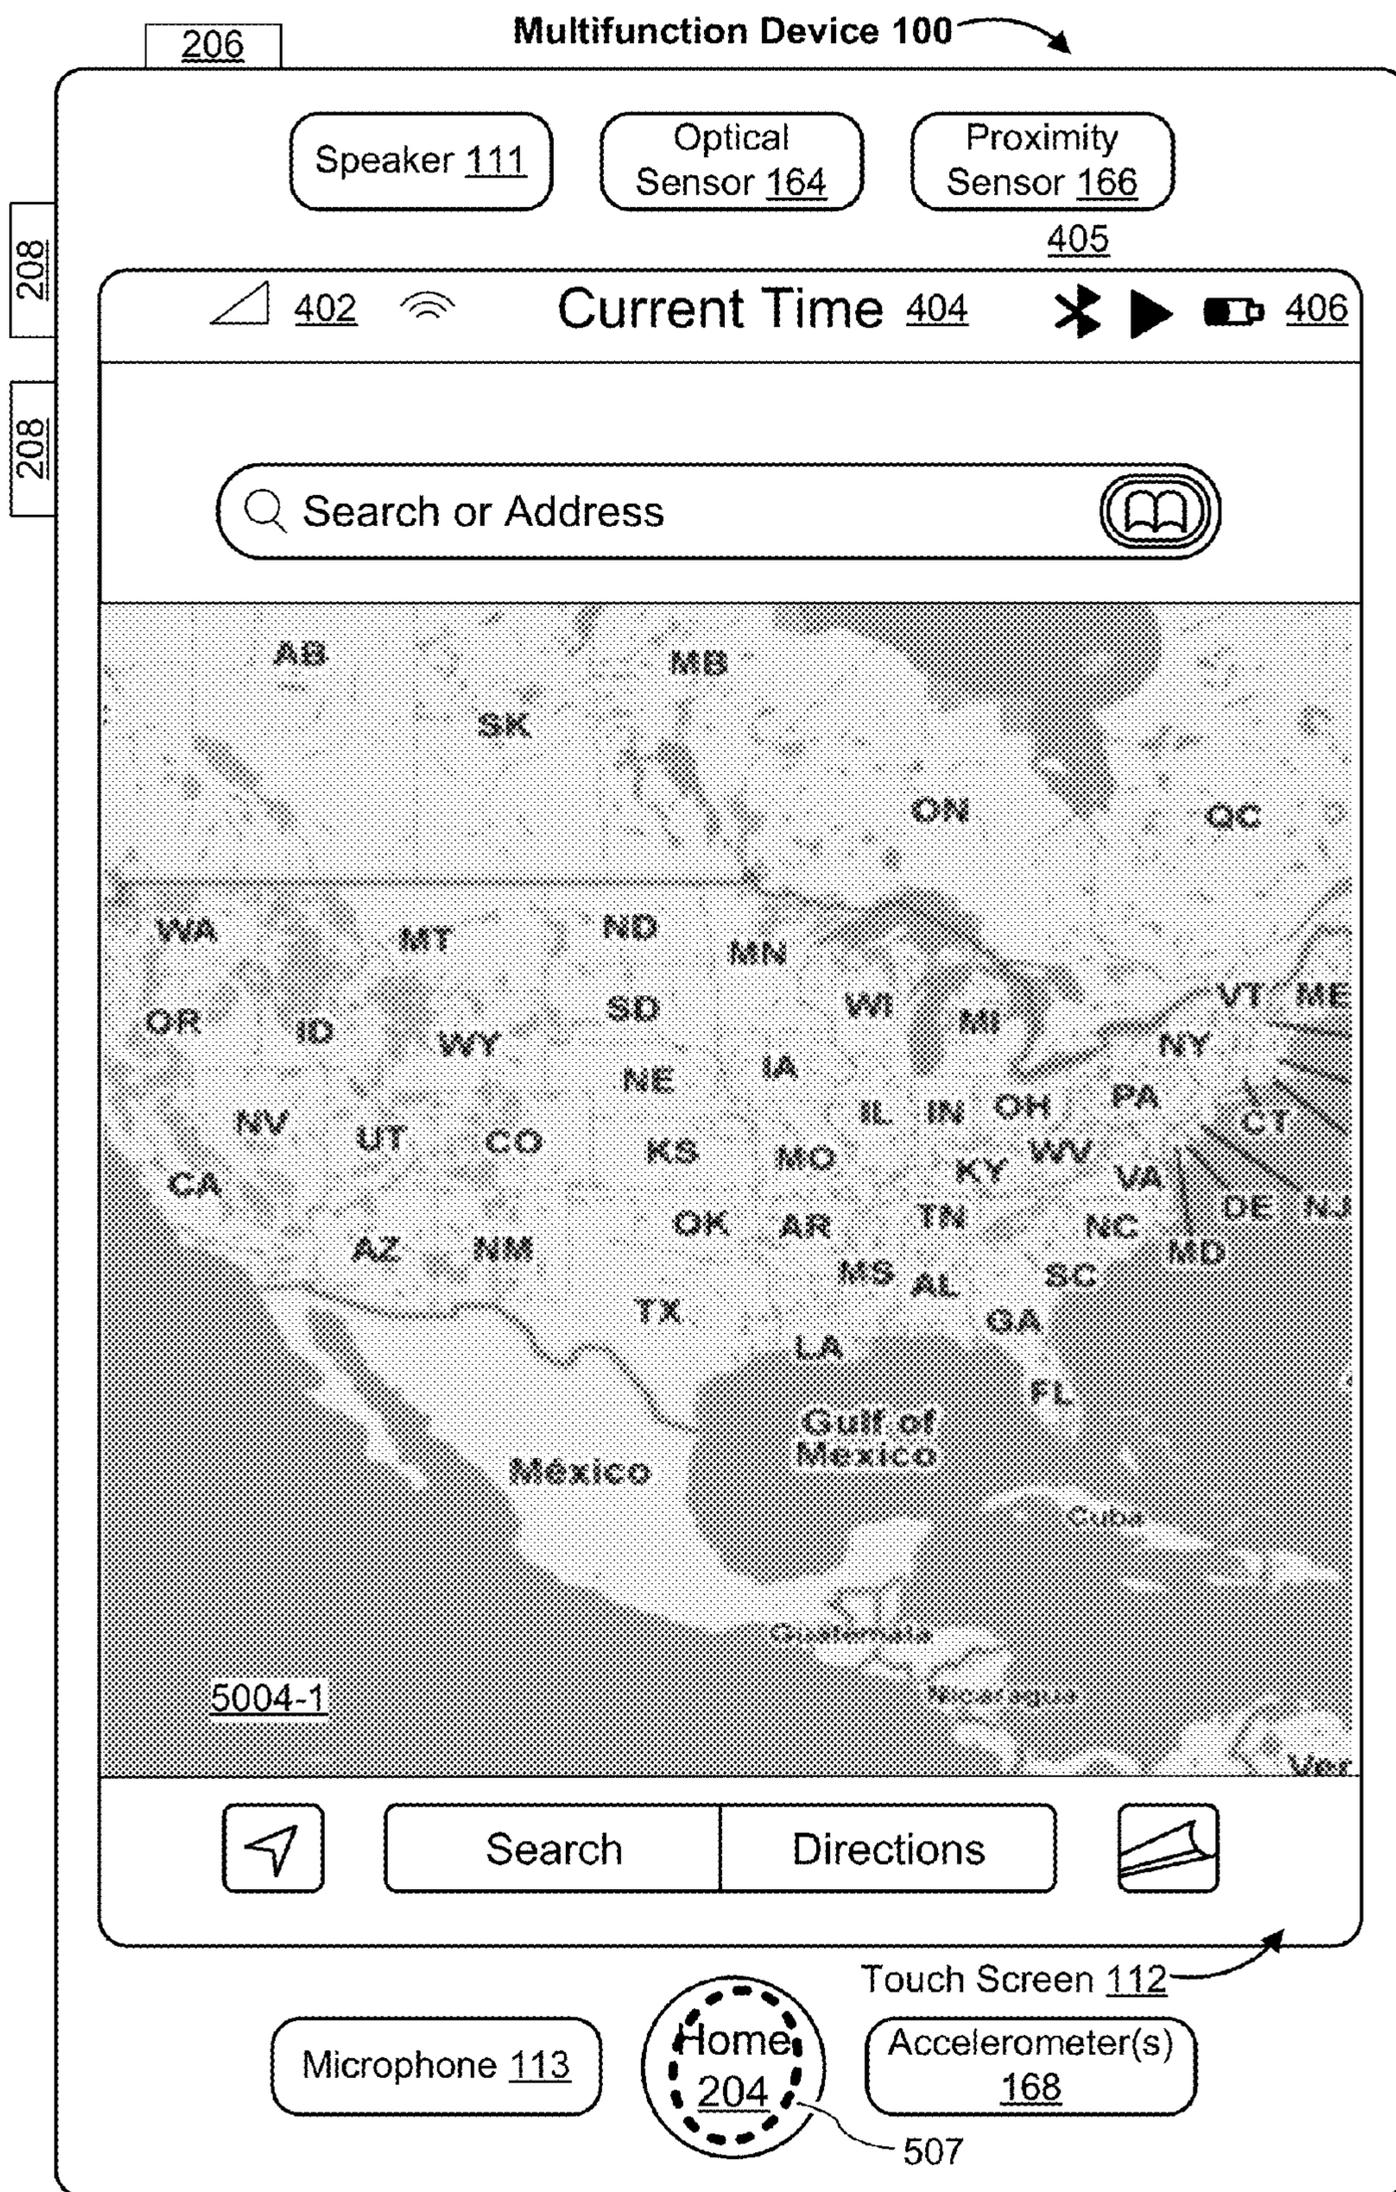 Multifunction Device 100
206
Speaker 111
Optical
Sensor 164
Proximity
Sensor 166
405
208
208
402
Current Time 404
406
Search or Address
AB
MB
SK
ON
QC
WA
MT
ND
MN
OR
ID
WY
SD
WI
MI
VT
ME
NY
NE
IA
NV
UT
CO
IL
IN
OH
PA
CT
CA
KS
MO
KY
WV
VA
DE
NJ
AZ
NM
OK
AR
TN
NC
MD
TX
MS
AL
SC
GA
LA
FL
Gulf of
Mexico
México
Cuba
Guatemala
Nicaragua
5004-1
Ver
Search
Directions
Touch Screen 112
Microphone 113
Home
204
Accelerometer(s)
168
507